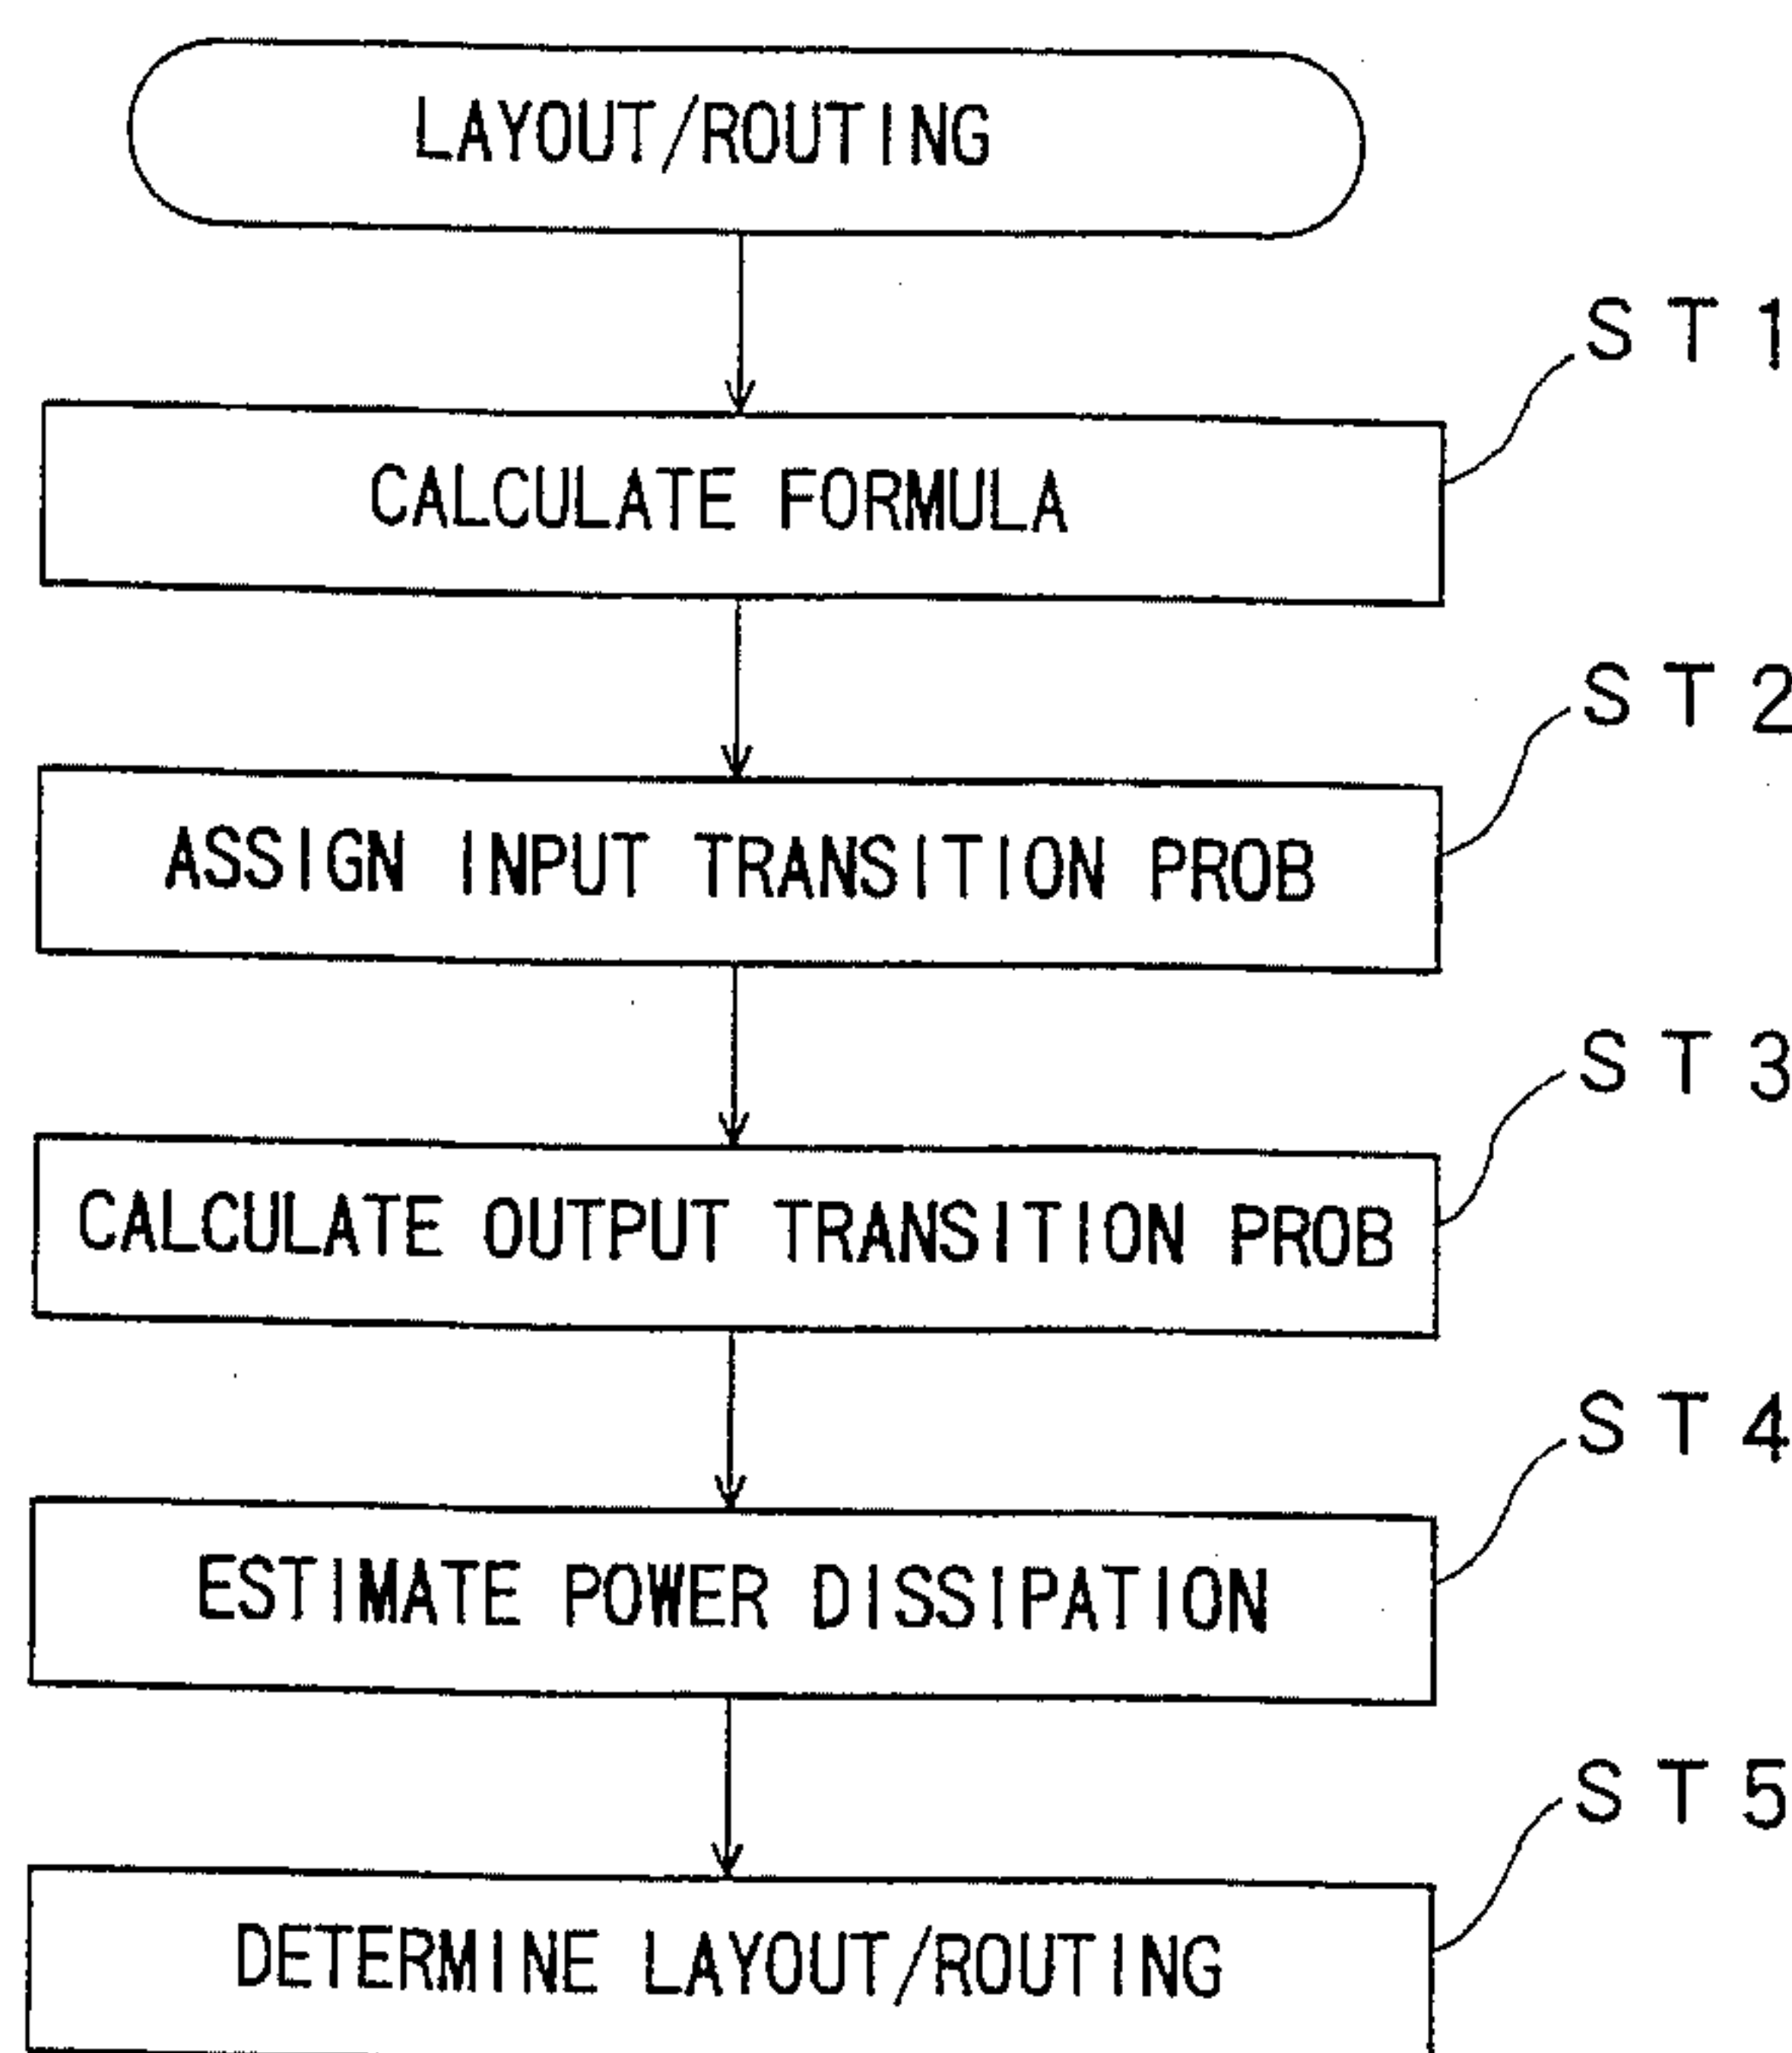 LAYOUT/ROUTING
ST1
CALCULATE FORMULA
ST2
ASSIGN INPUT TRANSITION PROB
ST3
CALCULATE OUTPUT TRANSITION PROB
ST4
ESTIMATE POWER DISSIPATION
ST5
DETERMINE LAYOUT/ROUTING